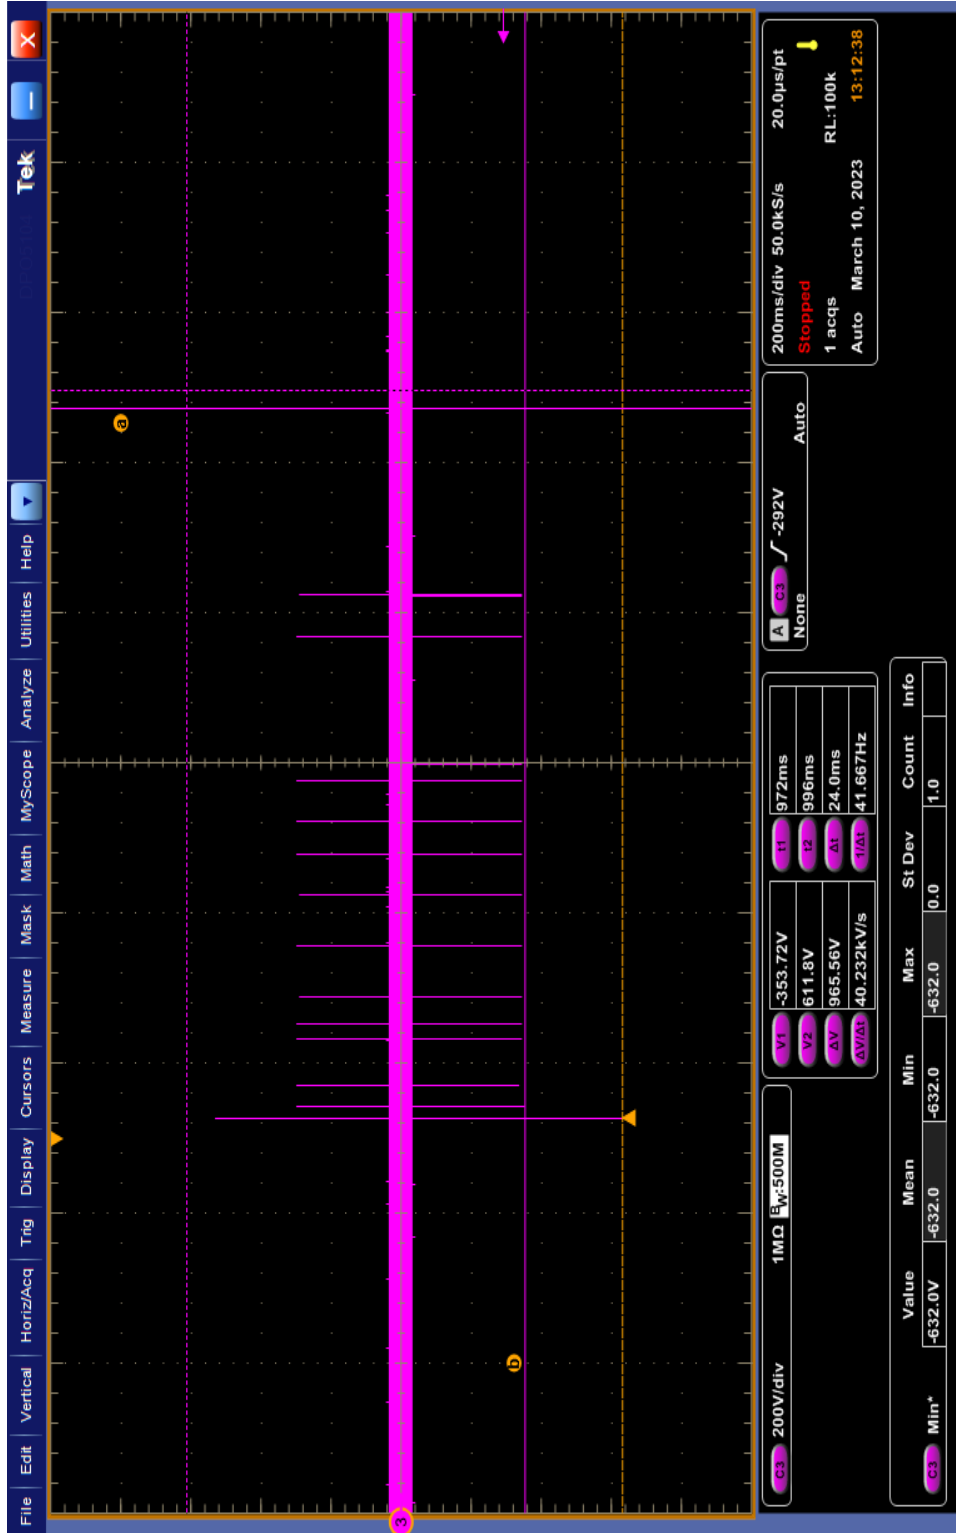 File Edit Vertical Horiz/Acq Trig Display Cursors Measure Mask Math MyScope Analyze Utilities Help
Tek
X
a
3
b
C3 200V/div 1MΩ BW:500M
V1 -353.72V
V2 611.8V
ΔV 965.56V
ΔV/Δt 40.232kV/s
t1 972ms
t2 996ms
Δt 24.0ms
1/Δt 41.667Hz
A C3 -292V
None Auto
200ms/div 50.0kS/s 20.0µs/pt
Stopped
1 acqs RL:100k
Auto March 10, 2023 13:12:38
Value Mean Min Max St Dev Count Info
C3 Min* -632.0V -632.0 -632.0 -632.0 0.0 1.0